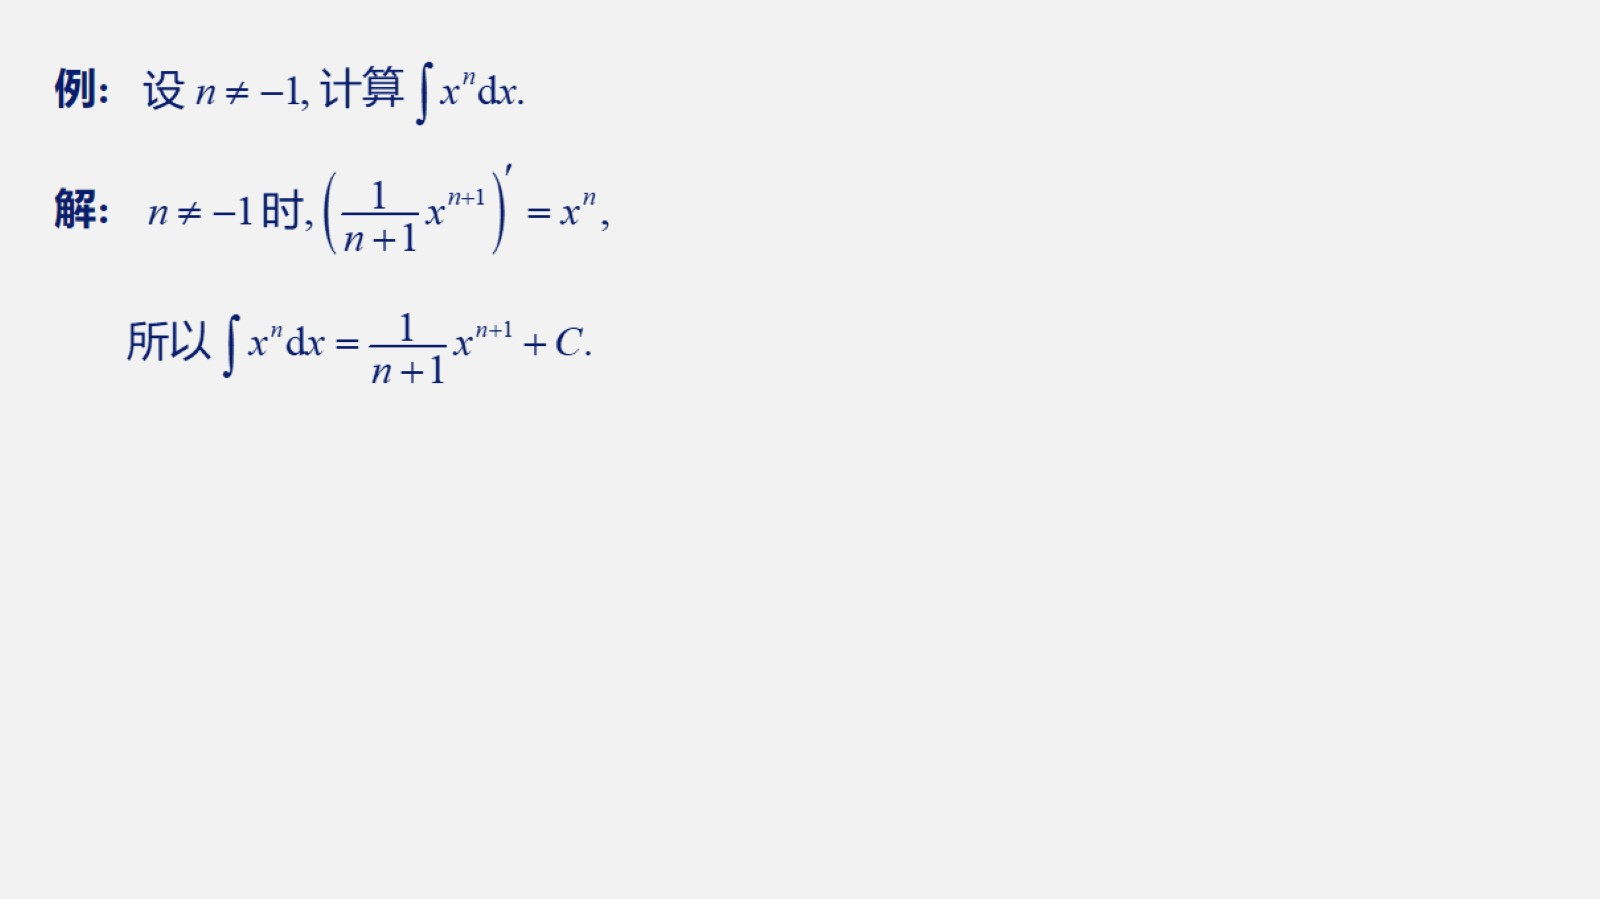 例: 设 n ≠ −1, 计算 ∫ xⁿdx.
解: n ≠ −1 时, (1/(n+1) xⁿ⁺¹)′ = xⁿ,
所以 ∫ xⁿdx = 1/(n+1) xⁿ⁺¹ + C.